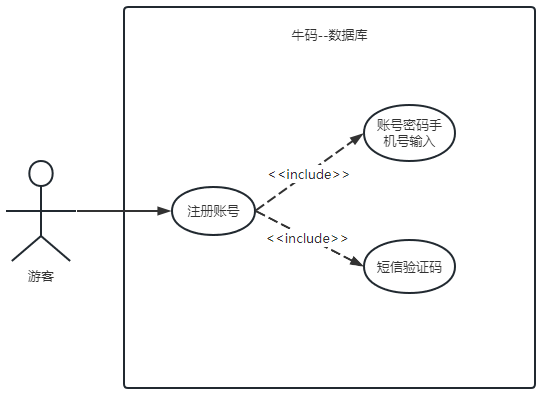 牛码--数据库
账号密码手
机号输入
<<include>>
注册账号
<<include>>
短信验证码
游客